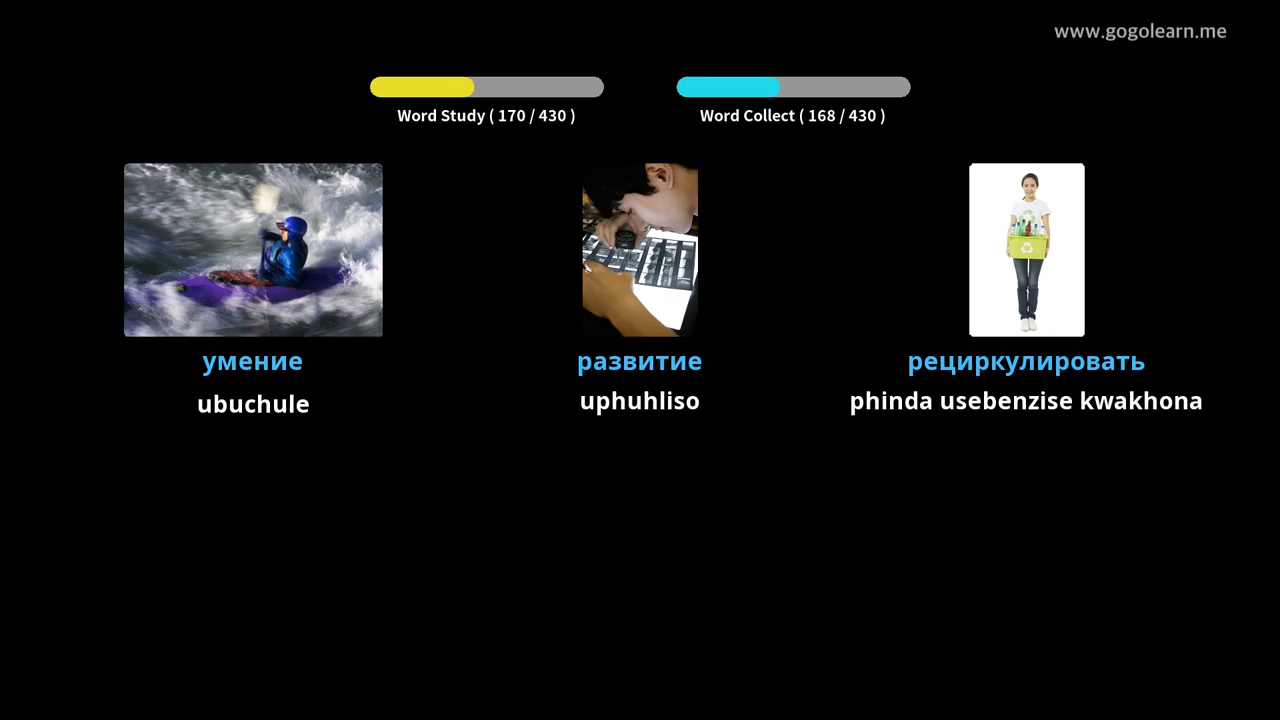 www.gogolearn.me
Word Study ( 170 / 430 )
Word Collect ( 168 / 430 )
умение
развитие
рециркулировать
ubuchule
uphuhliso
phinda usebenzise kwakhona